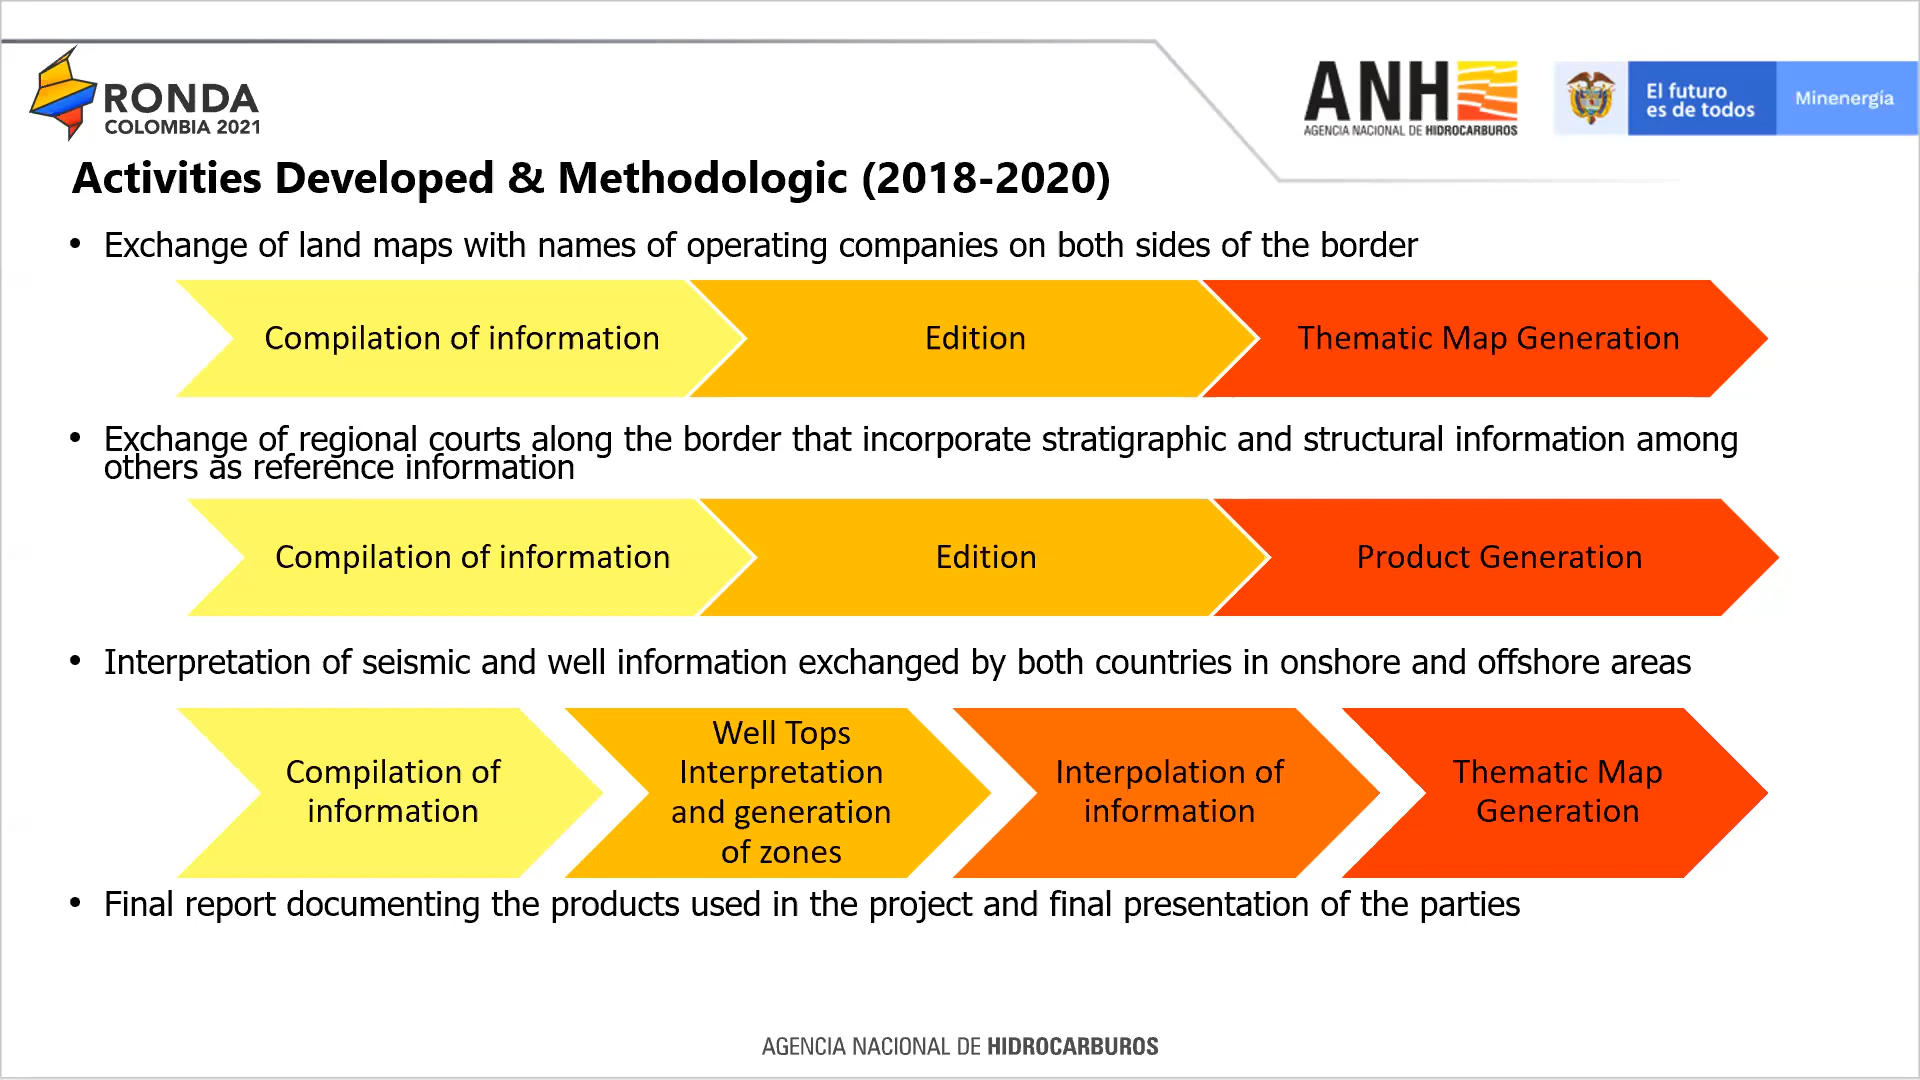 RONDA
COLOMBIA 2021
ANH
AGENCIA NACIONAL DE HIDROCARBUROS
El futuro
es de todos
Minenergía
Activities Developed & Methodologic (2018-2020)
• Exchange of land maps with names of operating companies on both sides of the border
Compilation of information
Edition
Thematic Map Generation
• Exchange of regional courts along the border that incorporate stratigraphic and structural information among
others as reference information
Compilation of information
Edition
Product Generation
• Interpretation of seismic and well information exchanged by both countries in onshore and offshore areas
Compilation of
information
Well Tops
Interpretation
and generation
of zones
Interpolation of
information
Thematic Map
Generation
• Final report documenting the products used in the project and final presentation of the parties
AGENCIA NACIONAL DE HIDROCARBUROS